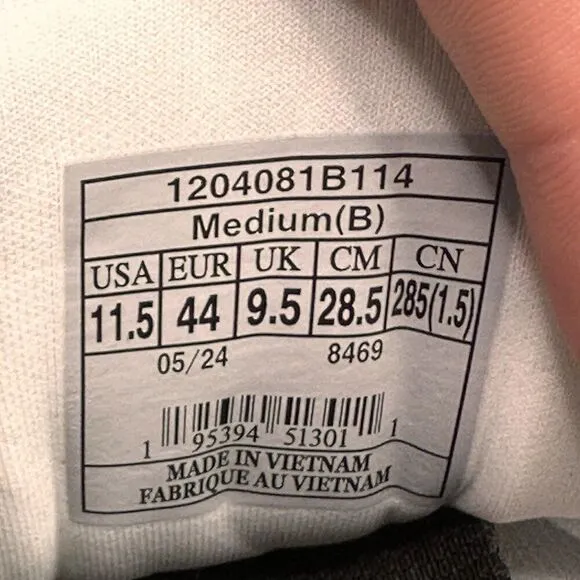 1204081B114
Medium(B)
USA EUR UK CM CN
11.5 44 9.5 28.5 285(1.5)
05/24 8469
1 95394 51301 1
MADE IN VIETNAM
FABRIQUE AU VIETNAM